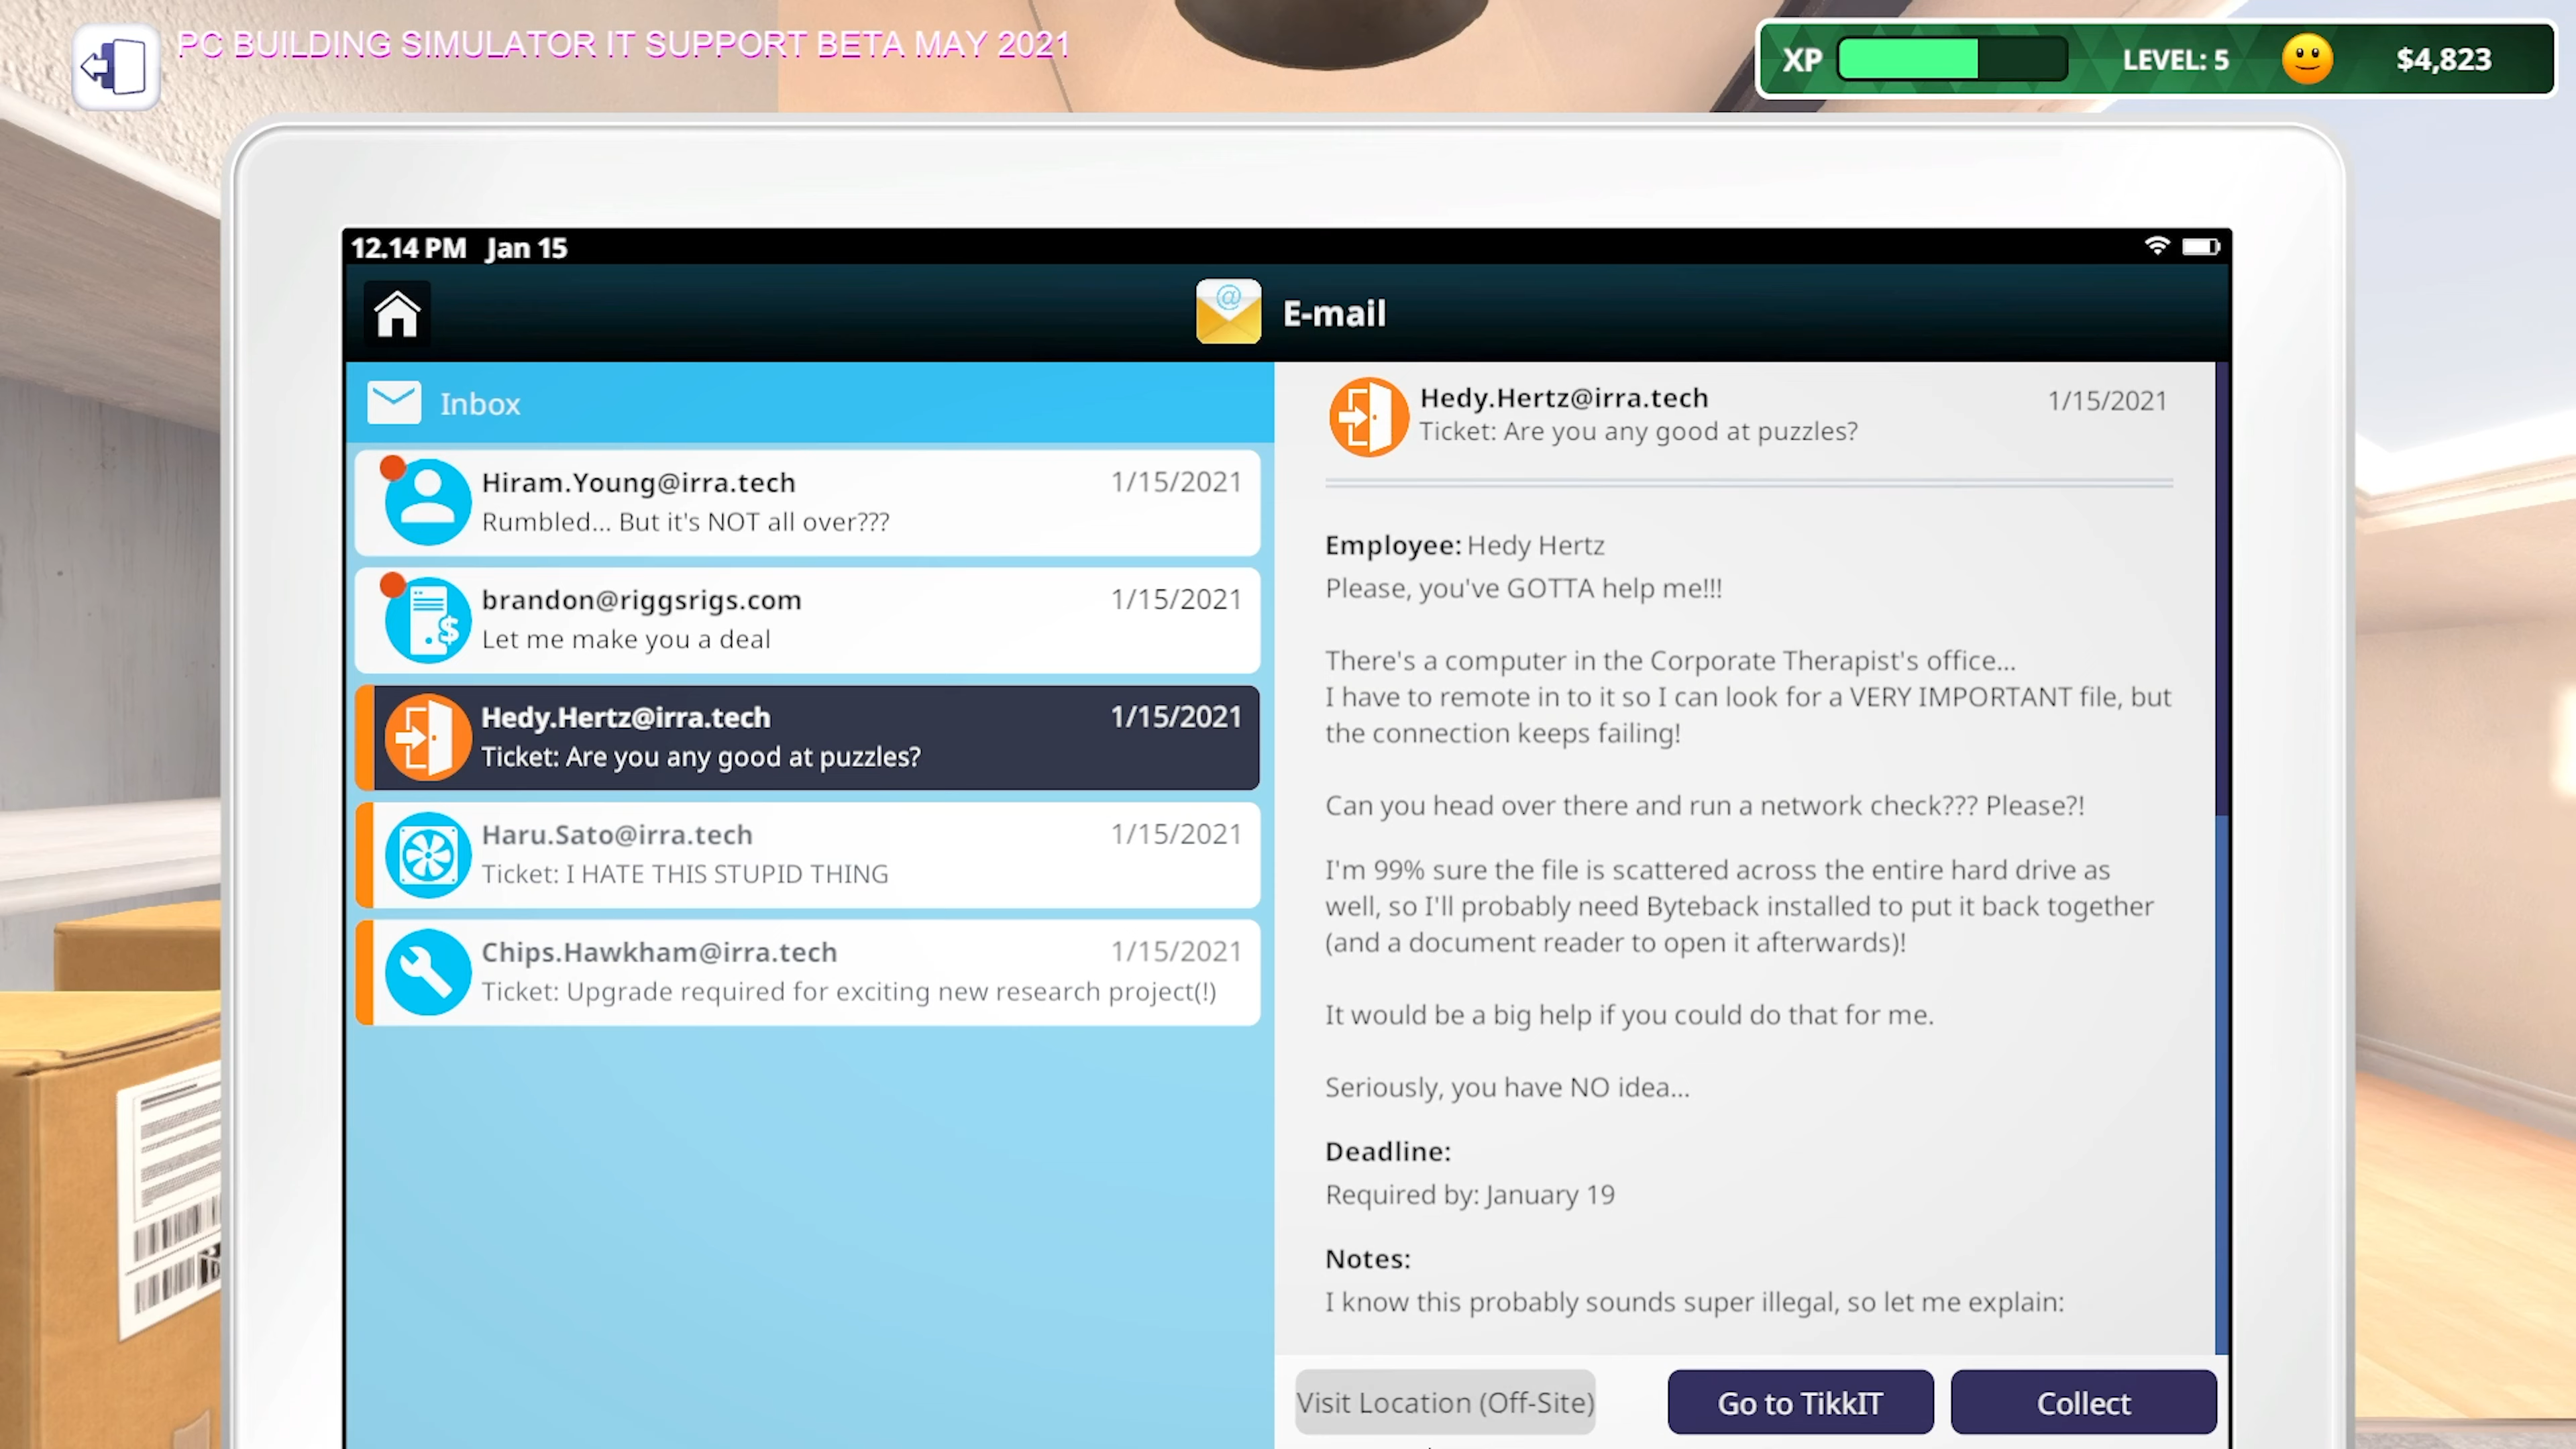 PC BUILDING SIMULATOR IT SUPPORT BETA MAY 2021
XP
LEVEL: 5
$4,823
12.14 PM Jan 15
E-mail
Inbox
Hiram.Young@irra.tech 1/15/2021
Rumbled... But it's NOT all over???
brandon@riggsrigs.com 1/15/2021
Let me make you a deal
Hedy.Hertz@irra.tech 1/15/2021
Ticket: Are you any good at puzzles?
Haru.Sato@irra.tech 1/15/2021
Ticket: I HATE THIS STUPID THING
Chips.Hawkham@irra.tech 1/15/2021
Ticket: Upgrade required for exciting new research project(!)
Hedy.Hertz@irra.tech 1/15/2021
Ticket: Are you any good at puzzles?
Employee: Hedy Hertz
Please, you've GOTTA help me!!!
There's a computer in the Corporate Therapist's office...
I have to remote in to it so I can look for a VERY IMPORTANT file, but
the connection keeps failing!
Can you head over there and run a network check??? Please?!
I'm 99% sure the file is scattered across the entire hard drive as
well, so I'll probably need Byteback installed to put it back together
(and a document reader to open it afterwards)!
It would be a big help if you could do that for me.
Seriously, you have NO idea...
Deadline:
Required by: January 19
Notes:
I know this probably sounds super illegal, so let me explain:
Visit Location (Off-Site)
Go to TikkIT
Collect